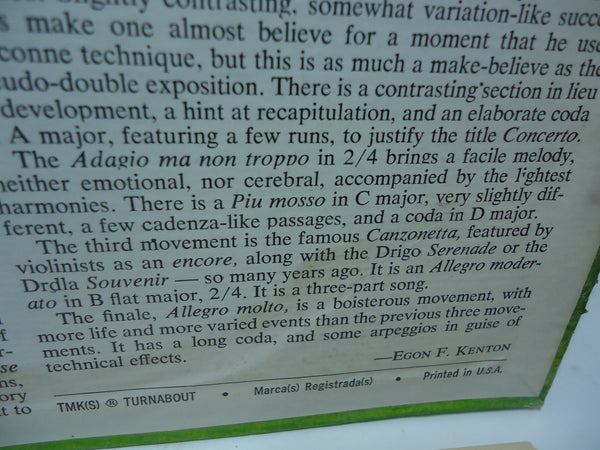 Slightly contrasting, somewhat variation-like succe
s make one almost believe for a moment that he use
conne technique, but this is as much a make-believe as the
eudo-double exposition. There is a contrasting section in lieu
development, a hint at recapitulation, and an elaborate coda
A major, featuring a few runs, to justify the title Concerto.
The Adagio ma non troppo in 2/4 brings a facile melody,
neither emotional, nor cerebral, accompanied by the lightest
harmonies. There is a Piu mosso in C major, very slightly dif-
ferent, a few cadenza-like passages, and a coda in D major.
The third movement is the famous Canzonetta, featured by
violinists as an encore, along with the Drigo Serenade or the
Drdla Souvenir — so many years ago. It is an Allegro moder-
ato in B flat major, 2/4. It is a three-part song.
The finale, Allegro molto, is a boisterous movement, with
more life and more varied events than the previous three move-
ments. It has a long coda, and some arpeggios in guise of
technical effects.
—EGON F. KENTON
f
r-
se
ns,
ory
t to
TMK(S) ® TURNABOUT • Marca(s) Registrada(s) • Printed in U.S.A.